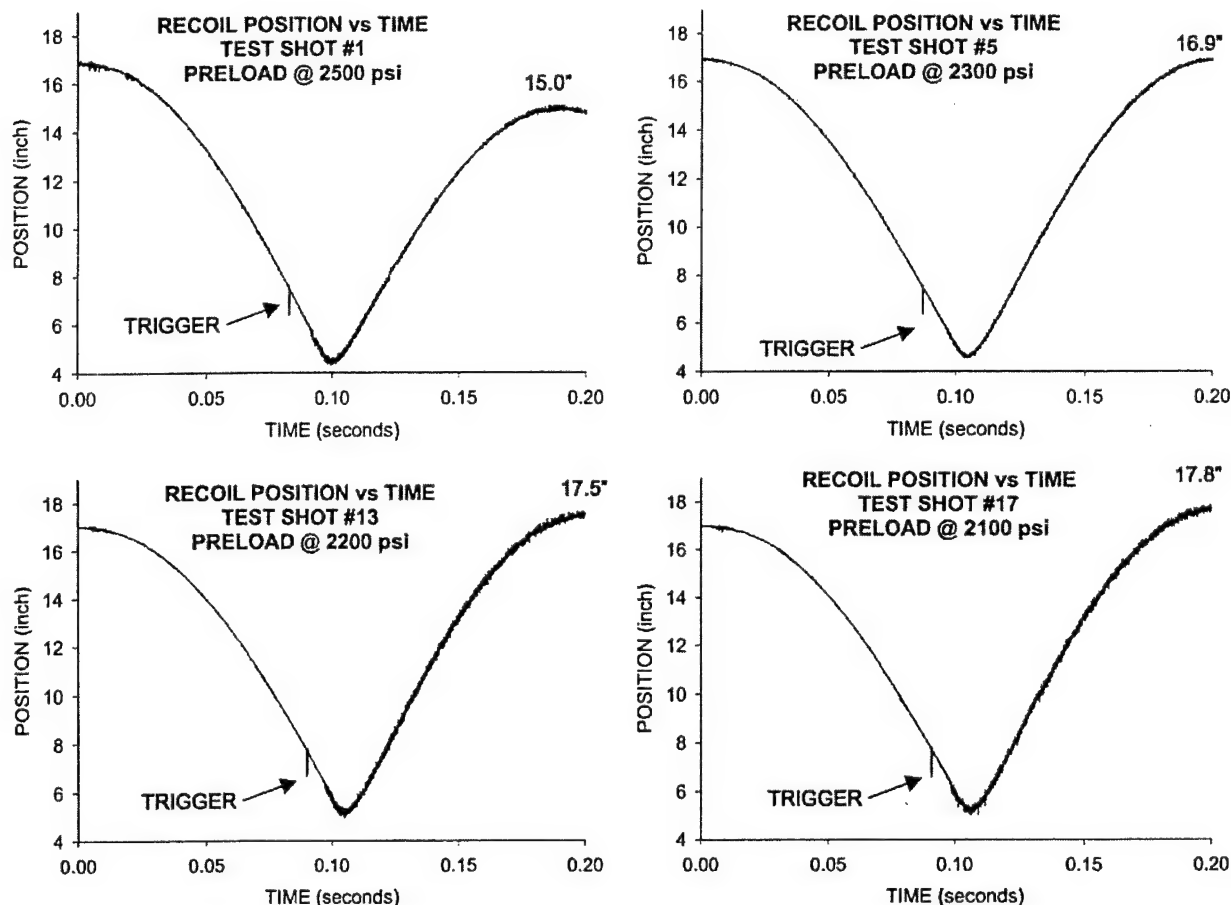 RECOIL POSITION vs TIME
TEST SHOT #1
PRELOAD @ 2500 psi
15.0"
POSITION (inch)
18
16
14
12
10
8
6
4
TRIGGER
0.00 0.05 0.10 0.15 0.20
TIME (seconds)
RECOIL POSITION vs TIME
TEST SHOT #5
PRELOAD @ 2300 psi
16.9"
POSITION (inch)
18
16
14
12
10
8
6
4
TRIGGER
0.00 0.05 0.10 0.15 0.20
TIME (seconds)
RECOIL POSITION vs TIME
TEST SHOT #13
PRELOAD @ 2200 psi
17.5"
POSITION (inch)
18
16
14
12
10
8
6
4
TRIGGER
0.00 0.05 0.10 0.15 0.20
TIME (seconds)
RECOIL POSITION vs TIME
TEST SHOT #17
PRELOAD @ 2100 psi
17.8"
POSITION (inch)
18
16
14
12
10
8
6
4
TRIGGER
0.00 0.05 0.10 0.15 0.20
TIME (seconds)